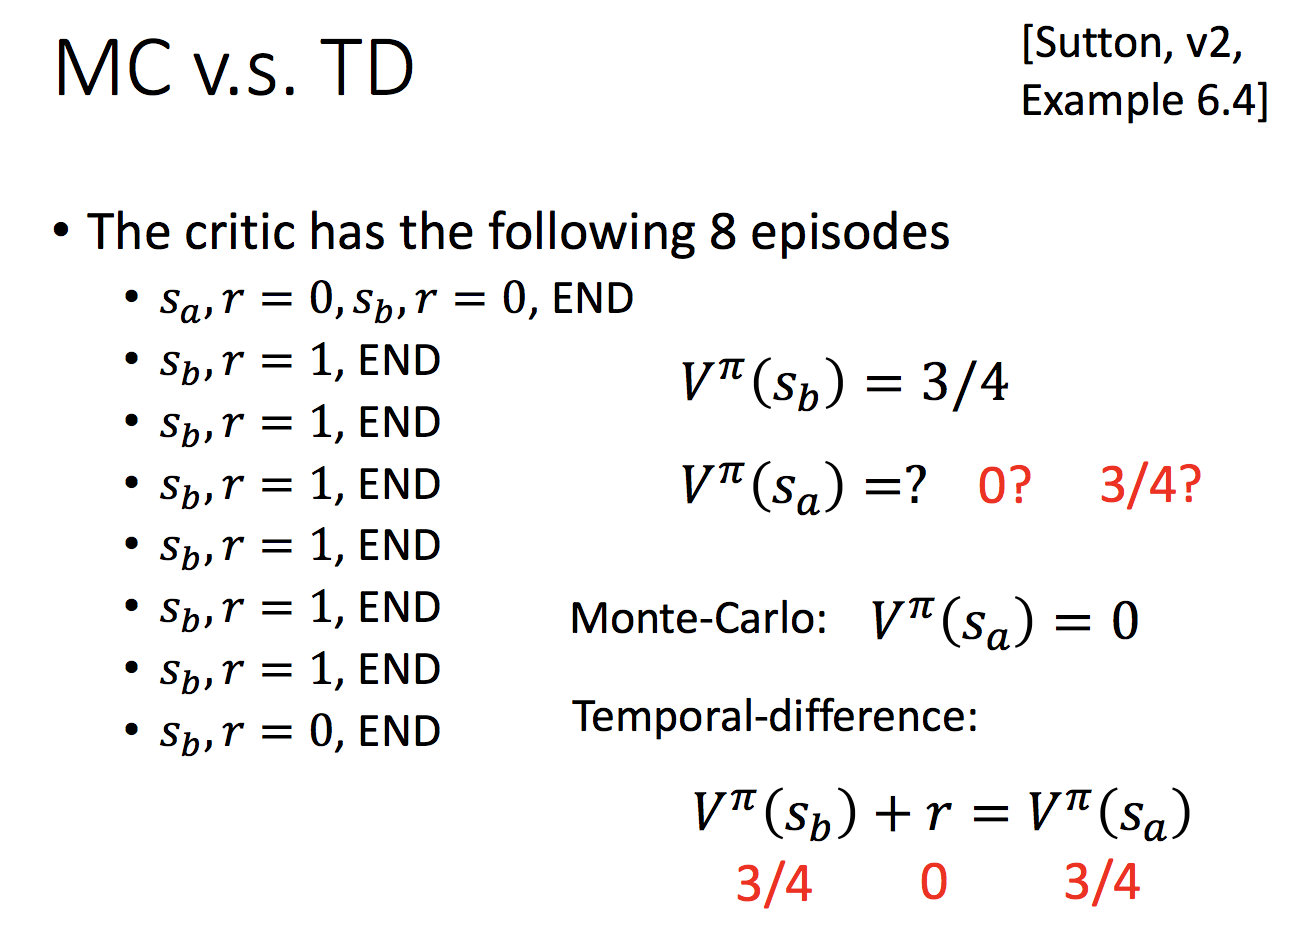 MC v.s. TD
[Sutton, v2,
Example 6.4]
• The critic has the following 8 episodes
• $s_a, r = 0, s_b, r = 0$, END
• $s_b, r = 1$, END
• $s_b, r = 1$, END
• $s_b, r = 1$, END
• $s_b, r = 1$, END
• $s_b, r = 1$, END
• $s_b, r = 1$, END
• $s_b, r = 0$, END
$V^\pi(s_b) = 3/4$
$V^\pi(s_a) =?$ 0? 3/4?
Monte-Carlo: $V^\pi(s_a) = 0$
Temporal-difference:
$V^\pi(s_b) + r = V^\pi(s_a)$
3/4 0 3/4